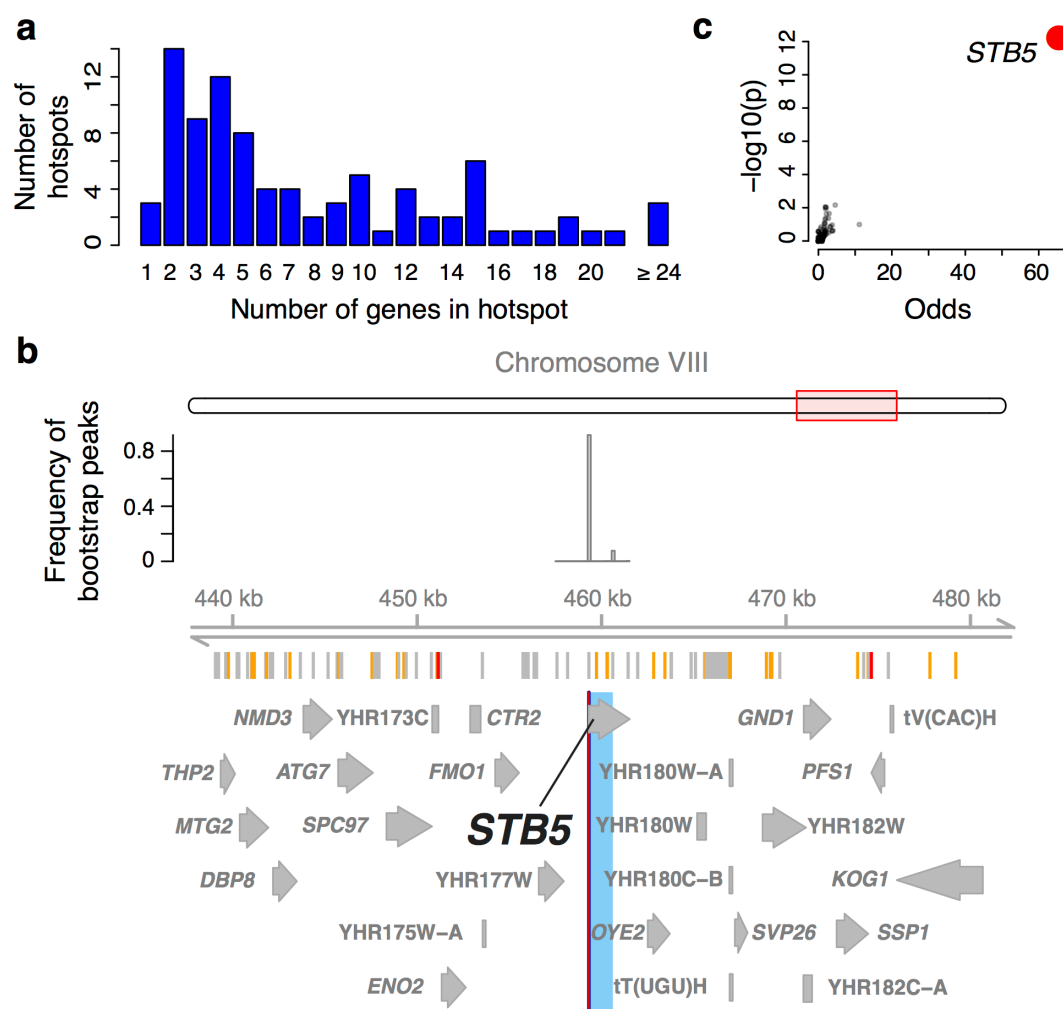 a
Number of
hotspots
0 4 8 12
1 2 3 4 5 6 7 8 9 10 12 14 16 18 20 ≥ 24
Number of genes in hotspot
c
STB5
−log10(p)
0 2 4 6 8 10 12
0 20 40 60
Odds
b
Chromosome VIII
Frequency of
bootstrap peaks
0.8
0.4
0
440 kb 450 kb 460 kb 470 kb 480 kb
NMD3 YHR173C CTR2 GND1 tV(CAC)H
THP2 ATG7 FMO1 YHR180W−A PFS1
MTG2 SPC97 STB5 YHR180W YHR182W
DBP8 YHR177W YHR180C−B KOG1
YHR175W−A OYE2 SVP26 SSP1
ENO2 tT(UGU)H YHR182C−A